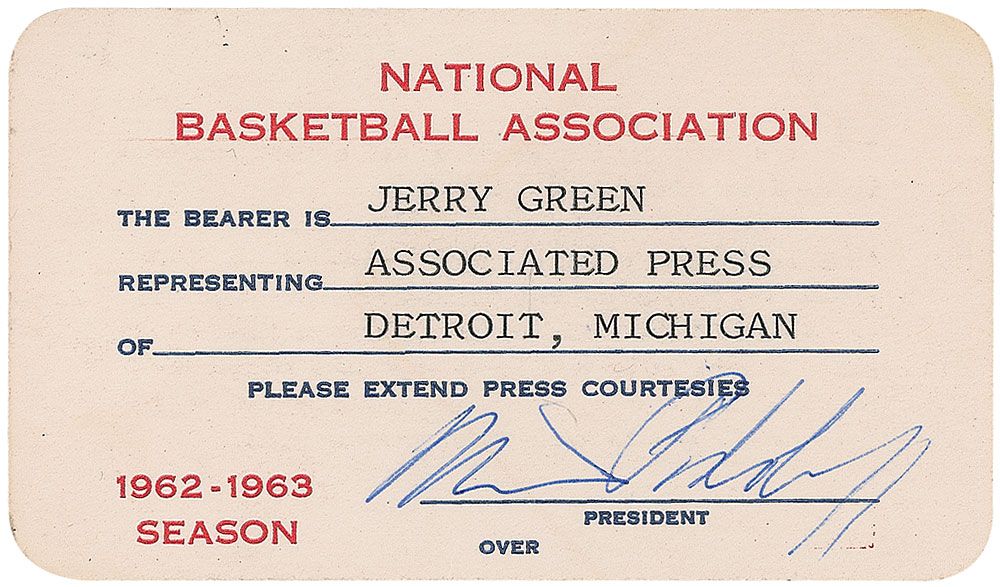 NATIONAL
BASKETBALL ASSOCIATION
THE BEARER IS JERRY GREEN
REPRESENTING ASSOCIATED PRESS
OF DETROIT, MICHIGAN
PLEASE EXTEND PRESS COURTESIES
1962-1963
SEASON
PRESIDENT
OVER